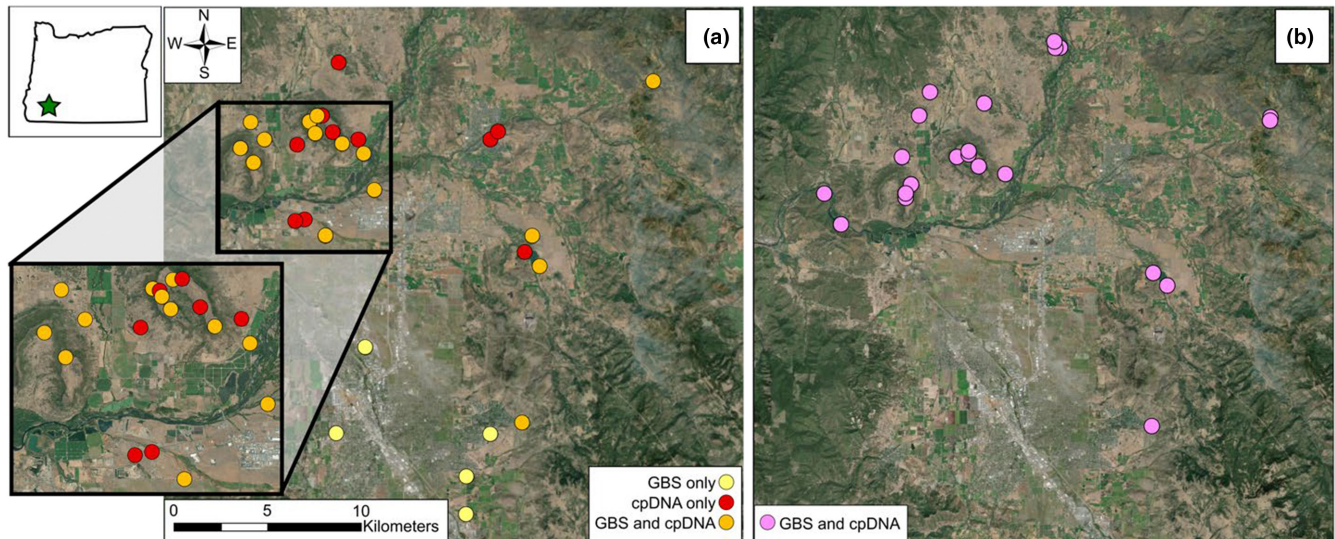 N
W E
S
(a)
(b)
GBS only
cpDNA only
GBS and cpDNA
0 5 10
Kilometers
GBS and cpDNA